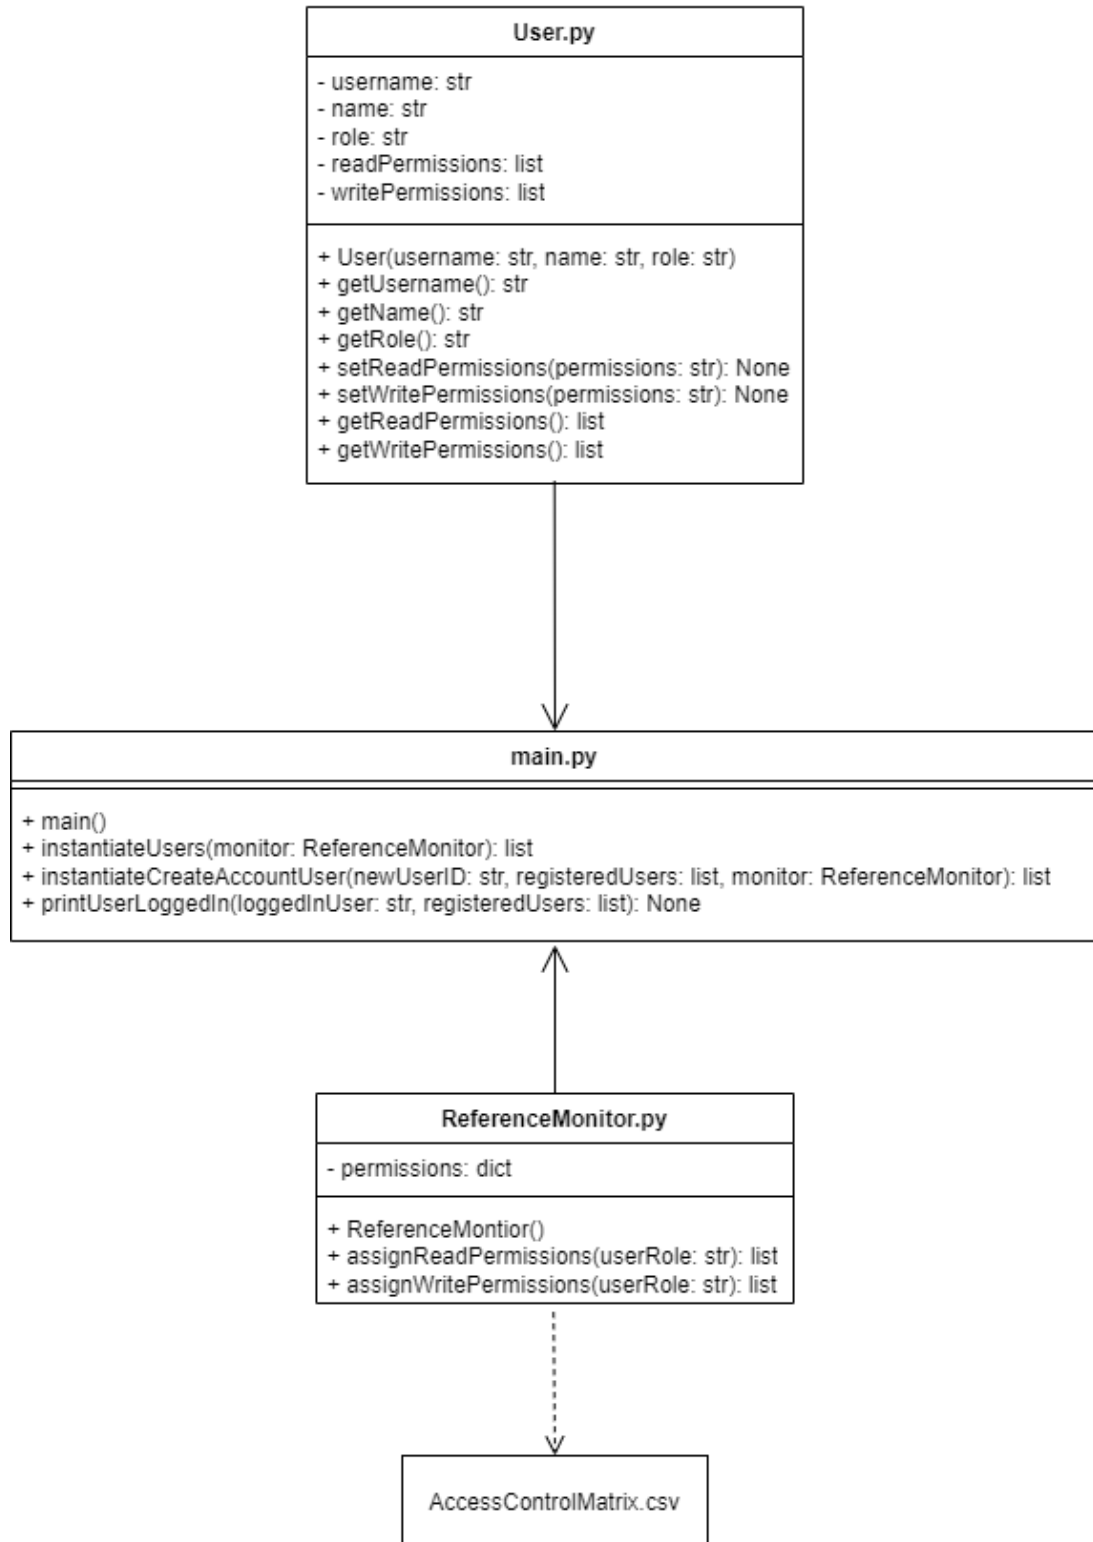 User.py
- username: str
- name: str
- role: str
- readPermissions: list
- writePermissions: list
+ User(username: str, name: str, role: str)
+ getUsername(): str
+ getName(): str
+ getRole(): str
+ setReadPermissions(permissions: str): None
+ setWritePermissions(permissions: str): None
+ getReadPermissions(): list
+ getWritePermissions(): list
main.py
+ main()
+ instantiateUsers(monitor: ReferenceMonitor): list
+ instantiateCreateAccountUser(newUserID: str, registeredUsers: list, monitor: ReferenceMonitor): list
+ printUserLoggedIn(loggedInUser: str, registeredUsers: list): None
ReferenceMonitor.py
- permissions: dict
+ ReferenceMontior()
+ assignReadPermissions(userRole: str): list
+ assignWritePermissions(userRole: str): list
AccessControlMatrix.csv